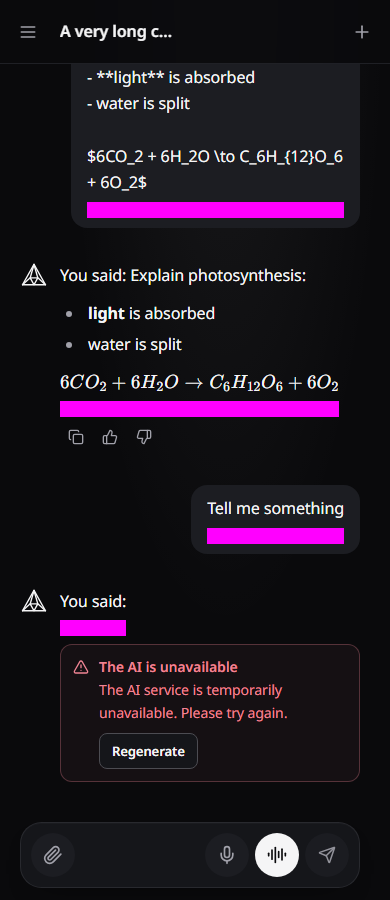 A very long c...
- **light** is absorbed
- water is split
$6CO_2 + 6H_2O \to C_6H_{12}O_6
+ 6O_2$
You said: Explain photosynthesis:
• light is absorbed
• water is split
6CO₂ + 6H₂O → C₆H₁₂O₆ + 6O₂
Tell me something
You said:
The AI is unavailable
The AI service is temporarily
unavailable. Please try again.
Regenerate